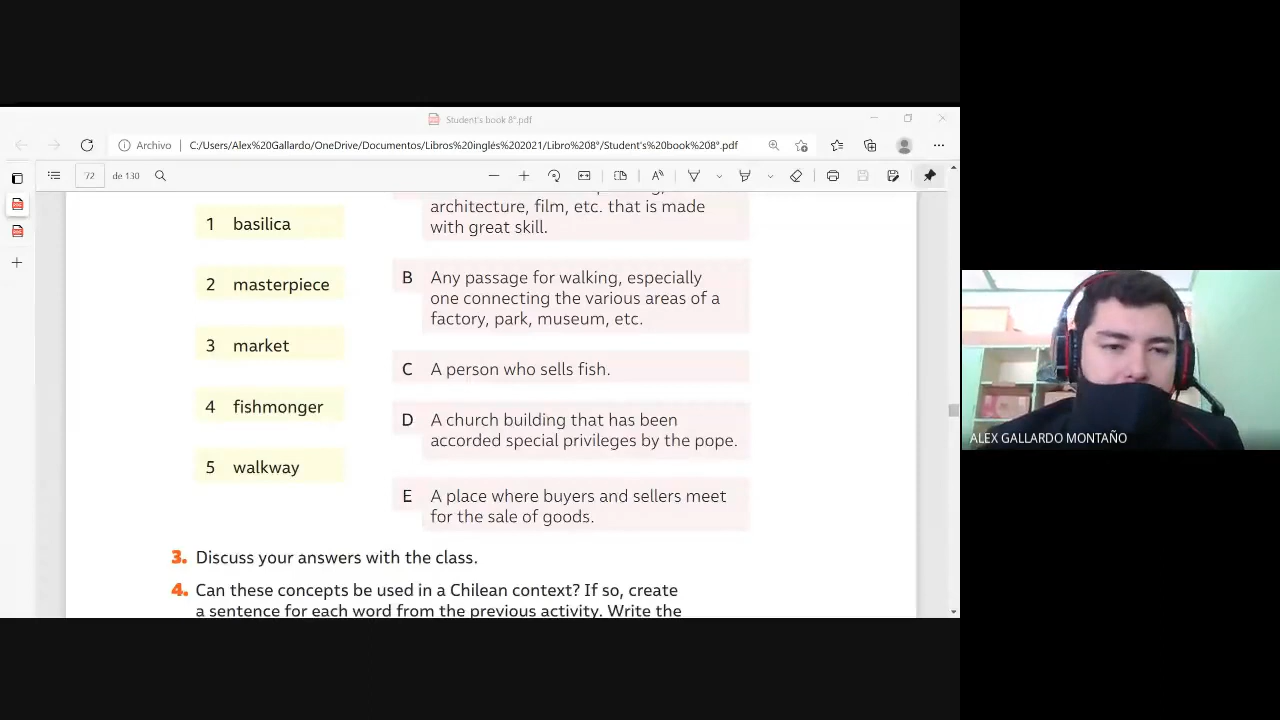 Student's book 8°.pdf
Archivo
C:/Users/Alex%20Gallardo/OneDrive/Documentos/Libros%20inglés%202021/Libro%208°/Student's%20book%208°.pdf
72
de 130
architecture, film, etc. that is made
with great skill.
1 basilica
2 masterpiece
3 market
4 fishmonger
5 walkway
B Any passage for walking, especially
one connecting the various areas of a
factory, park, museum, etc.
C A person who sells fish.
D A church building that has been
accorded special privileges by the pope.
E A place where buyers and sellers meet
for the sale of goods.
3. Discuss your answers with the class.
4. Can these concepts be used in a Chilean context? If so, create
a sentence for each word from the previous activity. Write the
ALEX GALLARDO MONTAÑO